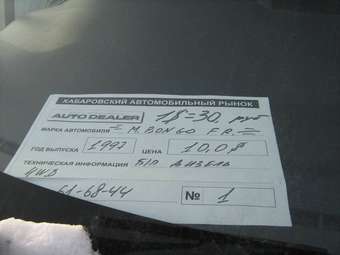 ХАБАРОВСКИЙ АВТОМОБИЛЬНЫЙ РЫНОК
AUTO DEALER 1$=30 руб
МАРКА АВТОМОБИЛЯ M. BONGO F.R.
ГОД ВЫПУСКА 1997 ЦЕНА 10,0 $
ТЕХНИЧЕСКАЯ ИНФОРМАЦИЯ Б/П ДИЗЕЛЬ
4WD
61-68-44 № 1